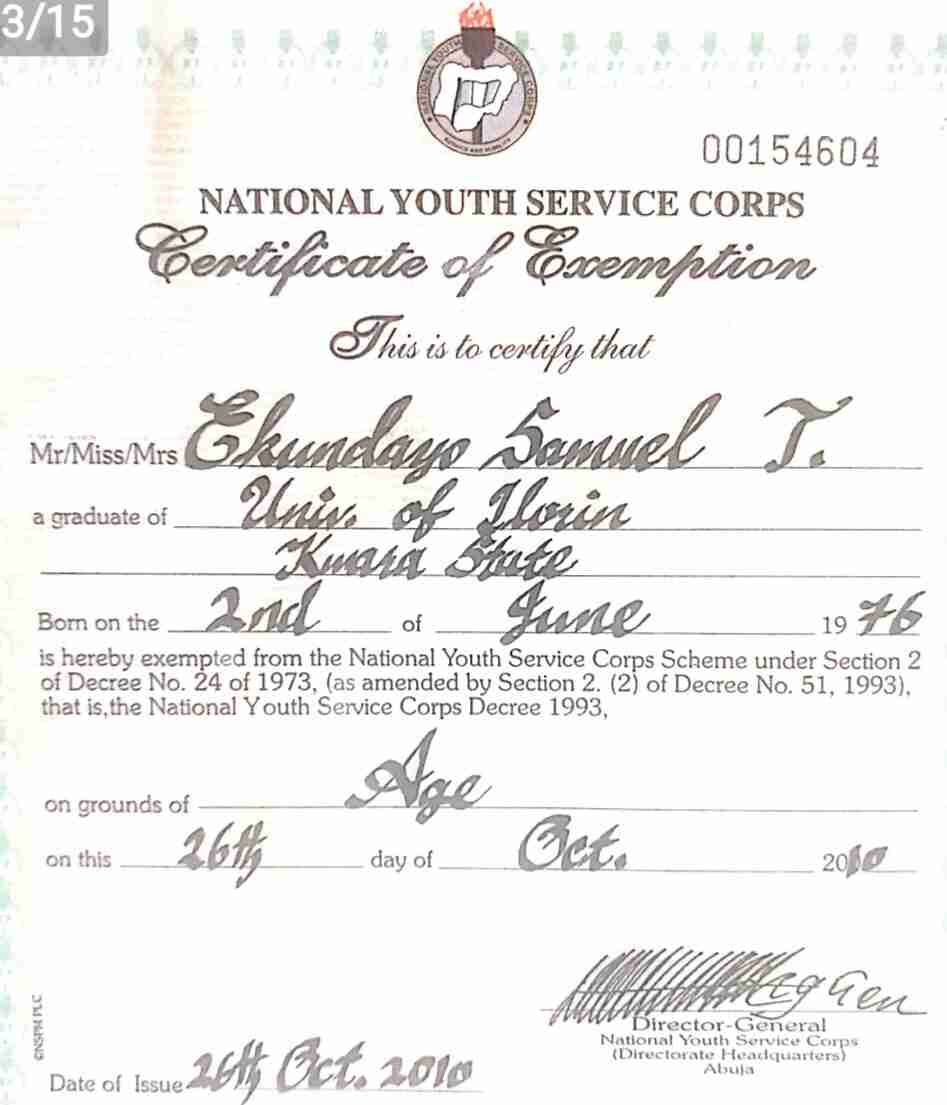 3/15
NATIONAL YOUTH SERVICE CORPS
SERVICE AND HUMILITY
00154604
NATIONAL YOUTH SERVICE CORPS
Certificate of Exemption
This is to certify that
Mr/Miss/Mrs Ekundayo Samuel T.
a graduate of Univ. of Ilorin
Kwara State
Born on the 2nd of June 1976
is hereby exempted from the National Youth Service Corps Scheme under Section 2
of Decree No. 24 of 1973, (as amended by Section 2. (2) of Decree No. 51, 1993),
that is,the National Youth Service Corps Decree 1993,
on grounds of Age
on this 26th day of Oct. 2010
Brig Gen
Director-General
National Youth Service Corps
(Directorate Headquarters)
Abuja
©NSPM PLC
Date of Issue 26th Oct. 2010